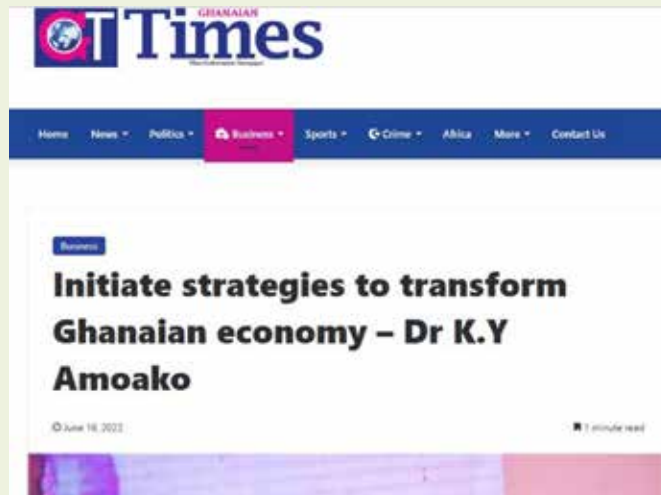 GHANAIAN
GT Times
Home News Politics Business Sports Crime Africa More Contact Us
Business
Initiate strategies to transform
Ghanaian economy – Dr K.Y
Amoako
1 minute read